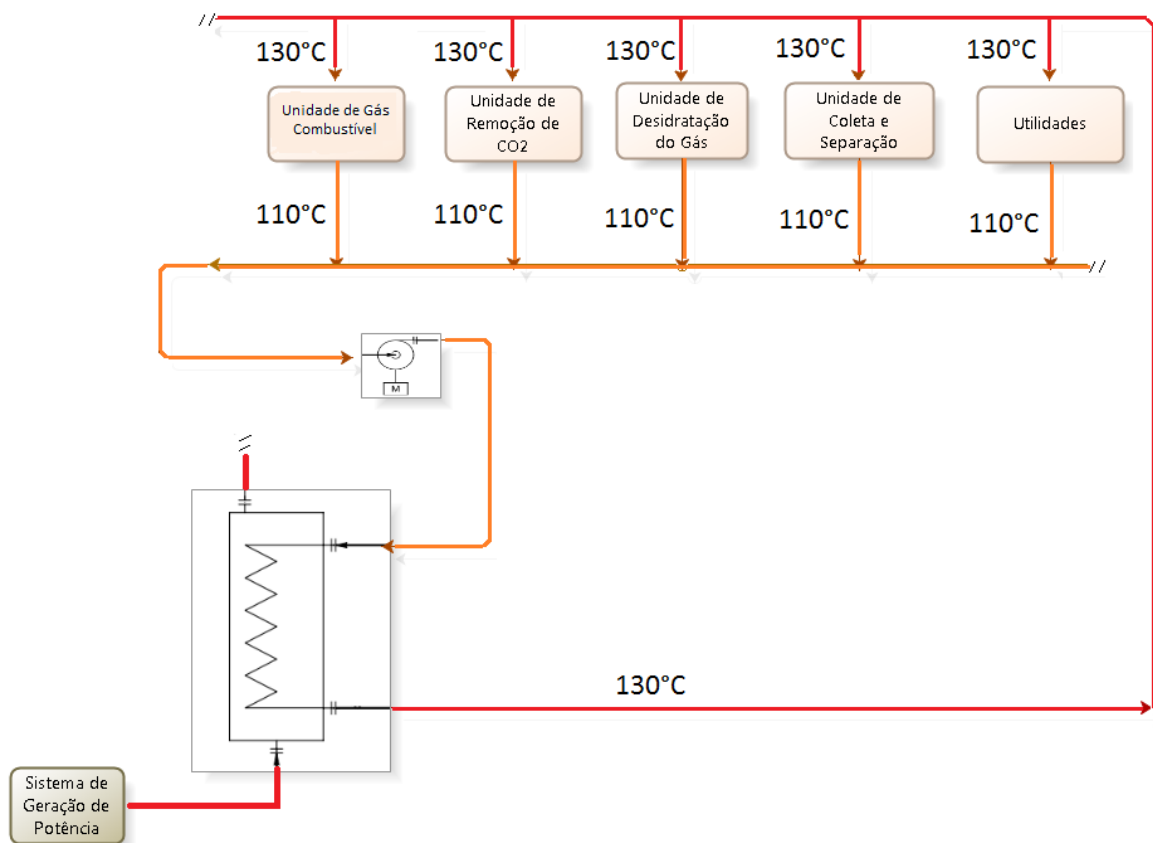 130°C
130°C
130°C
130°C
130°C
Unidade de Gás
Combustível
Unidade de
Remoção de
CO2
Unidade de
Desidratação
do Gás
Unidade de
Coleta e
Separação
Utilidades
110°C
110°C
110°C
110°C
110°C
M
130°C
Sistema de
Geração de
Potência